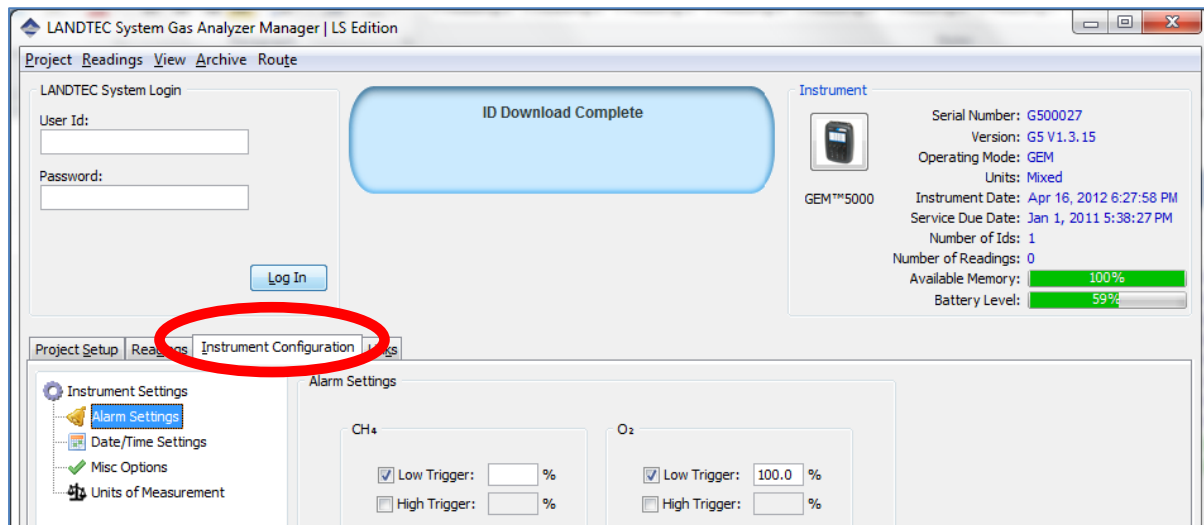 LANDTEC System Gas Analyzer Manager | LS Edition
Project Readings View Archive Route
LANDTEC System Login
User Id:
Password:
Log In
ID Download Complete
Instrument
GEM™5000
Serial Number: G500027
Version: G5 V1.3.15
Operating Mode: GEM
Units: Mixed
Instrument Date: Apr 16, 2012 6:27:58 PM
Service Due Date: Jan 1, 2011 5:38:27 PM
Number of Ids: 1
Number of Readings: 0
Available Memory: 100%
Battery Level: 59%
Project Setup Readings Instrument Configuration Links
Instrument Settings
Alarm Settings
Date/Time Settings
Misc Options
Units of Measurement
Alarm Settings
CH₄
Low Trigger: %
High Trigger: %
O₂
Low Trigger: 100.0 %
High Trigger: %